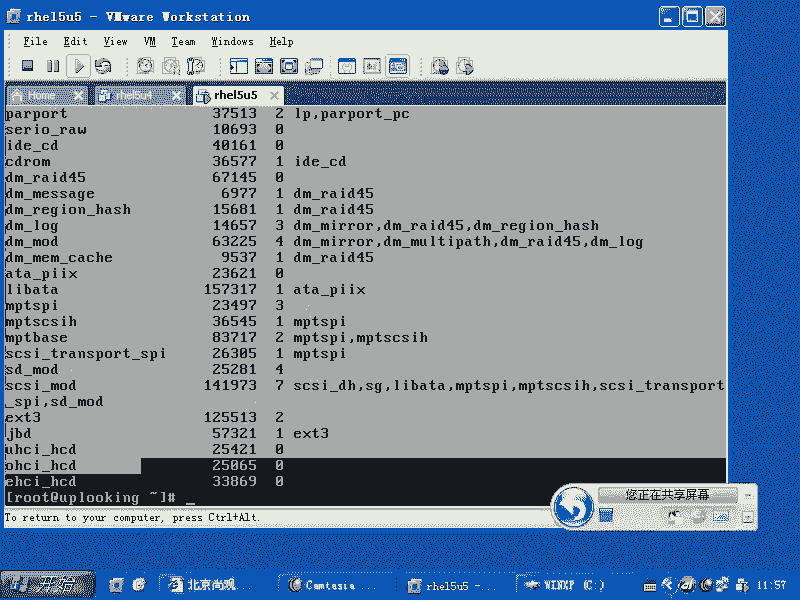 rhel5u5 - VMware Workstation
File Edit View VM Team Windows Help
Home rhel5u4 rhel5u5
parport 37513 2 lp,parport_pc
serio_raw 10693 0
ide_cd 40161 0
cdrom 36577 1 ide_cd
dm_raid45 67145 0
dm_message 6977 1 dm_raid45
dm_region_hash 15681 1 dm_raid45
dm_log 14657 3 dm_mirror,dm_raid45,dm_region_hash
dm_mod 63225 4 dm_mirror,dm_multipath,dm_raid45,dm_log
dm_mem_cache 9537 1 dm_raid45
ata_piix 23621 0
libata 157317 1 ata_piix
mptspi 23497 3
mptscsih 36545 1 mptspi
mptbase 83717 2 mptspi,mptscsih
scsi_transport_spi 26305 1 mptspi
sd_mod 25281 4
scsi_mod 141973 7 scsi_dh,sg,libata,mptspi,mptscsih,scsi_transport
_spi,sd_mod
ext3 125513 2
jbd 57321 1 ext3
uhci_hcd 25421 0
ohci_hcd 25065 0
ehci_hcd 33869 0
[root@uplooking ~]# _
您正在共享屏幕
To return to your computer, press Ctrl+Alt.
开始 北京尚观... Camtasia ... rhel5u5 -... WINXP (C:) 11:57